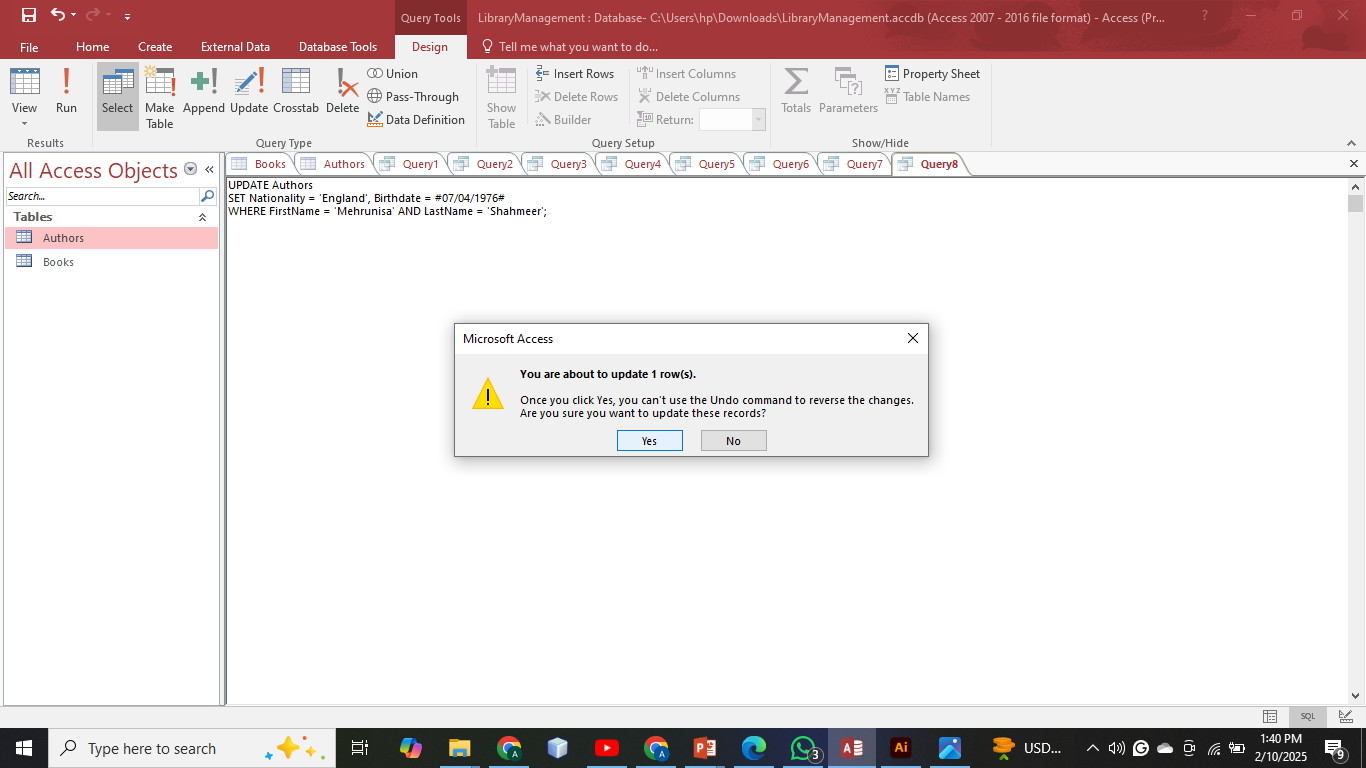 Query Tools
LibraryManagement : Database- C:\Users\hp\Downloads\LibraryManagement.accdb (Access 2007 - 2016 file format) - Access (Pr...
?
File Home Create External Data Database Tools Design Tell me what you want to do...
View
Run
Select
Make Table
Append
Update
Crosstab
Delete
Union
Pass-Through
Data Definition
Show Table
Insert Rows
Delete Rows
Builder
Insert Columns
Delete Columns
Return:
Totals
Parameters
Property Sheet
XYZ Table Names
Results
Query Type
Query Setup
Show/Hide
All Access Objects
Search...
Tables
Authors
Books
Books Authors Query1 Query2 Query3 Query4 Query5 Query6 Query7 Query8
UPDATE Authors
SET Nationality = 'England', Birthdate = #07/04/1976#
WHERE FirstName = 'Mehrunisa' AND LastName = 'Shahmeer';
Microsoft Access
You are about to update 1 row(s).
Once you click Yes, you can't use the Undo command to reverse the changes.
Are you sure you want to update these records?
Yes No
SQL
Type here to search
3
Ai
USD...
1:40 PM
2/10/2025
9